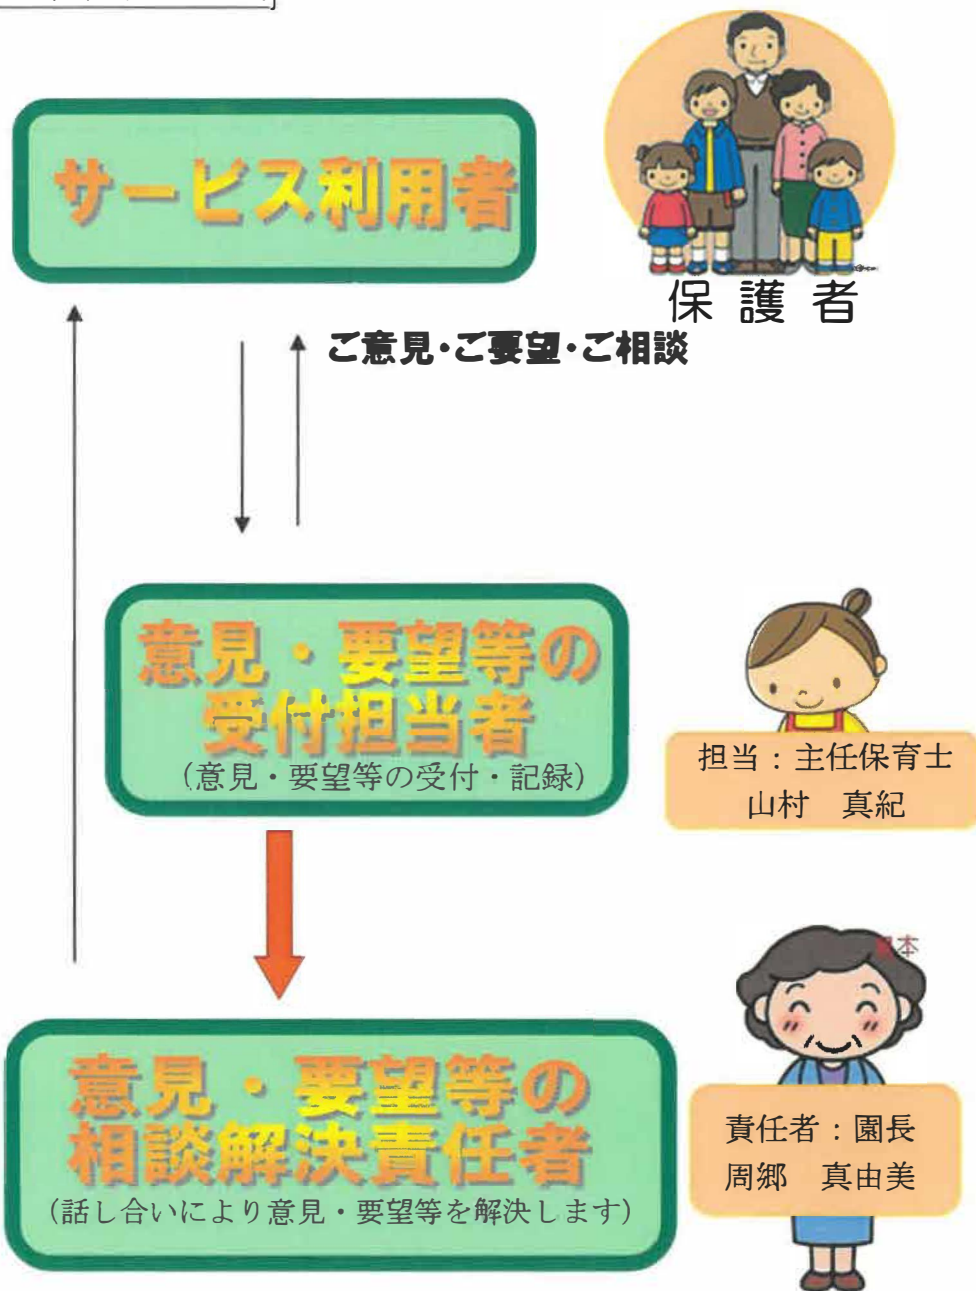 サービス利用者
保護者
ご意見・ご要望・ご相談
意見・要望等の
受付担当者
(意見・要望等の受付・記録)
担当：主任保育士
山村　真紀
本
意見・要望等の
相談解決責任者
(話し合いにより意見・要望等を解決します)
責任者：園長
周郷　真由美